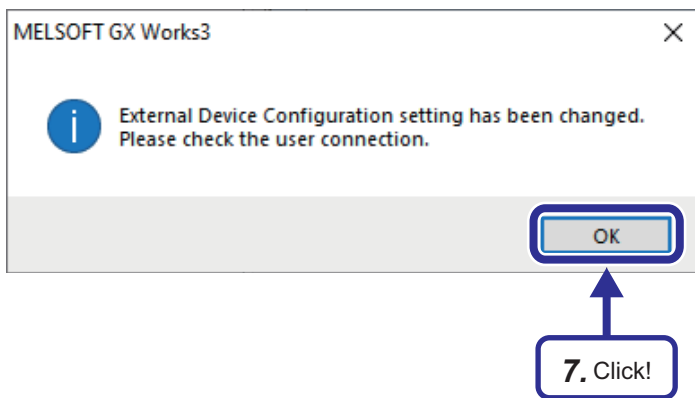 MELSOFT GX Works3
External Device Configuration setting has been changed.
Please check the user connection.
OK
7. Click!